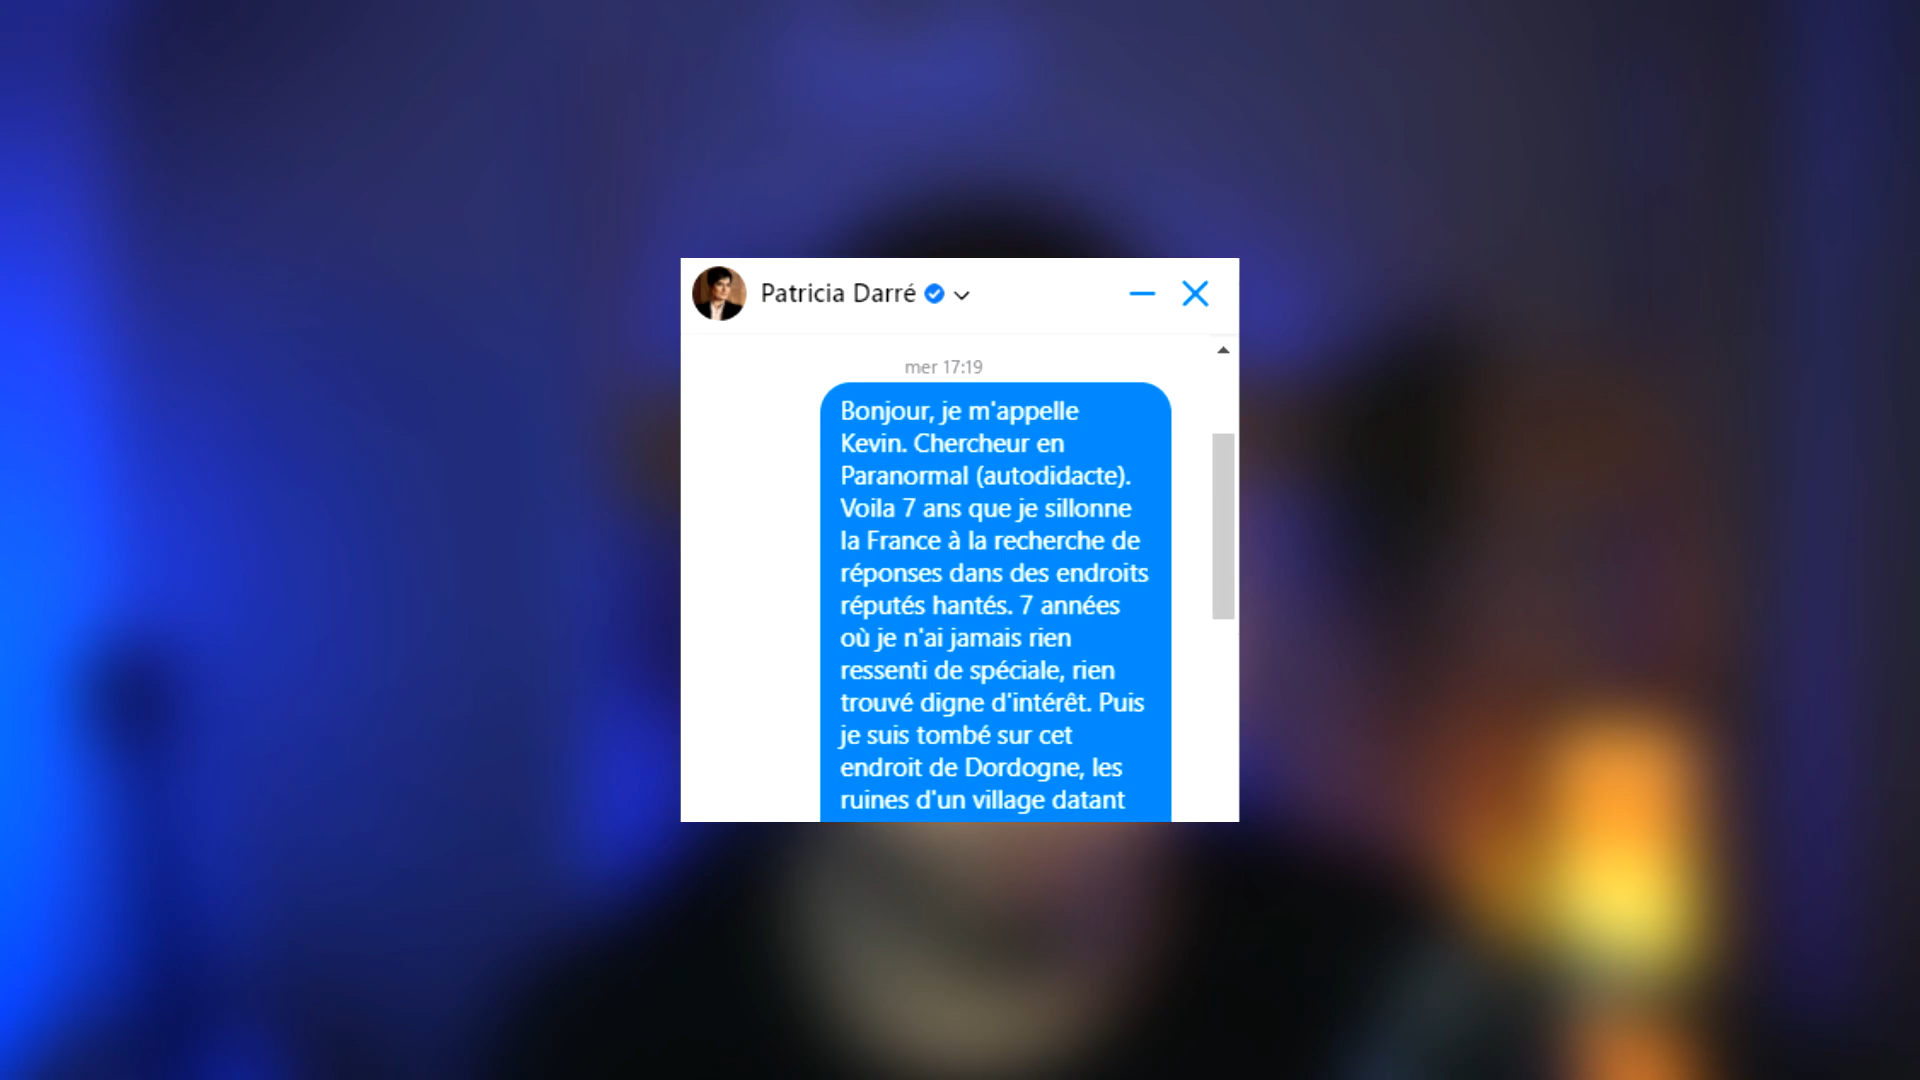 Patricia Darré
mer 17:19
Bonjour, je m'appelle
Kevin. Chercheur en
Paranormal (autodidacte).
Voila 7 ans que je sillonne
la France à la recherche de
réponses dans des endroits
réputés hantés. 7 années
où je n'ai jamais rien
ressenti de spéciale, rien
trouvé digne d'intérêt. Puis
je suis tombé sur cet
endroit de Dordogne, les
ruines d'un village datant